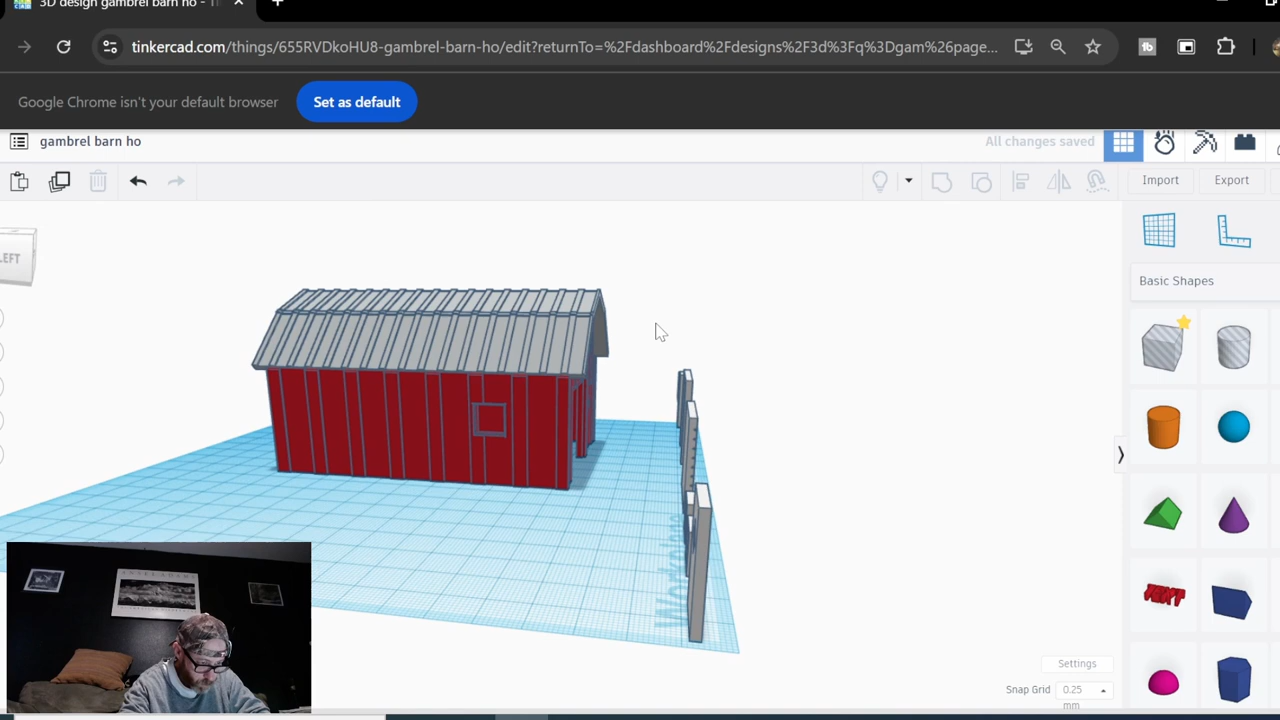 3D design gambrel barn ho - Ti
tinkercad.com/things/655RVDkoHU8-gambrel-barn-ho/edit?returnTo=%2Fdashboard%2Fdesigns%2F3d%3Fq%3Dgam%26page...
tb
Google Chrome isn't your default browser
Set as default
gambrel barn ho
All changes saved
Import
Export
LEFT
Basic Shapes
TEXT
Settings
Snap Grid
0.25 mm